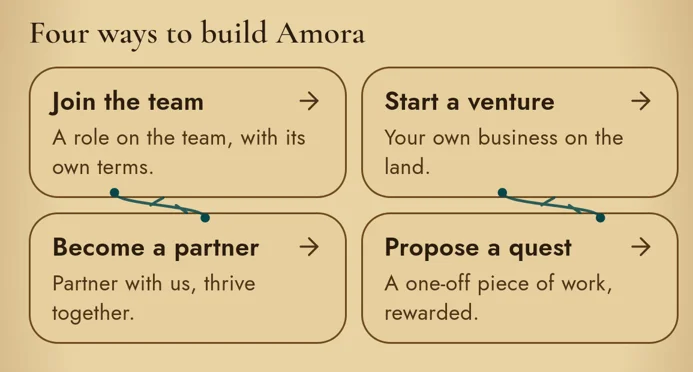 Four ways to build Amora
Join the team
A role on the team, with its
own terms.
Start a venture
Your own business on the
land.
Become a partner
Partner with us, thrive
together.
Propose a quest
A one-off piece of work,
rewarded.